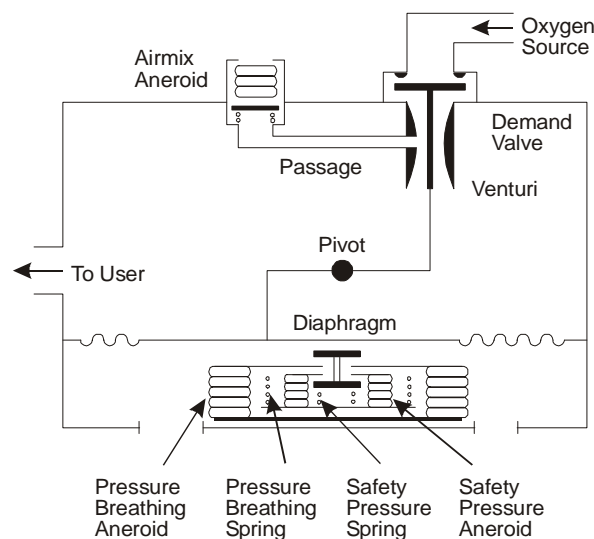 Oxygen
Source
Airmix
Aneroid
Demand
Valve
Passage
Venturi
Pivot
To User
Diaphragm
Pressure
Breathing
Aneroid
Pressure
Breathing
Spring
Safety
Pressure
Spring
Safety
Pressure
Aneroid